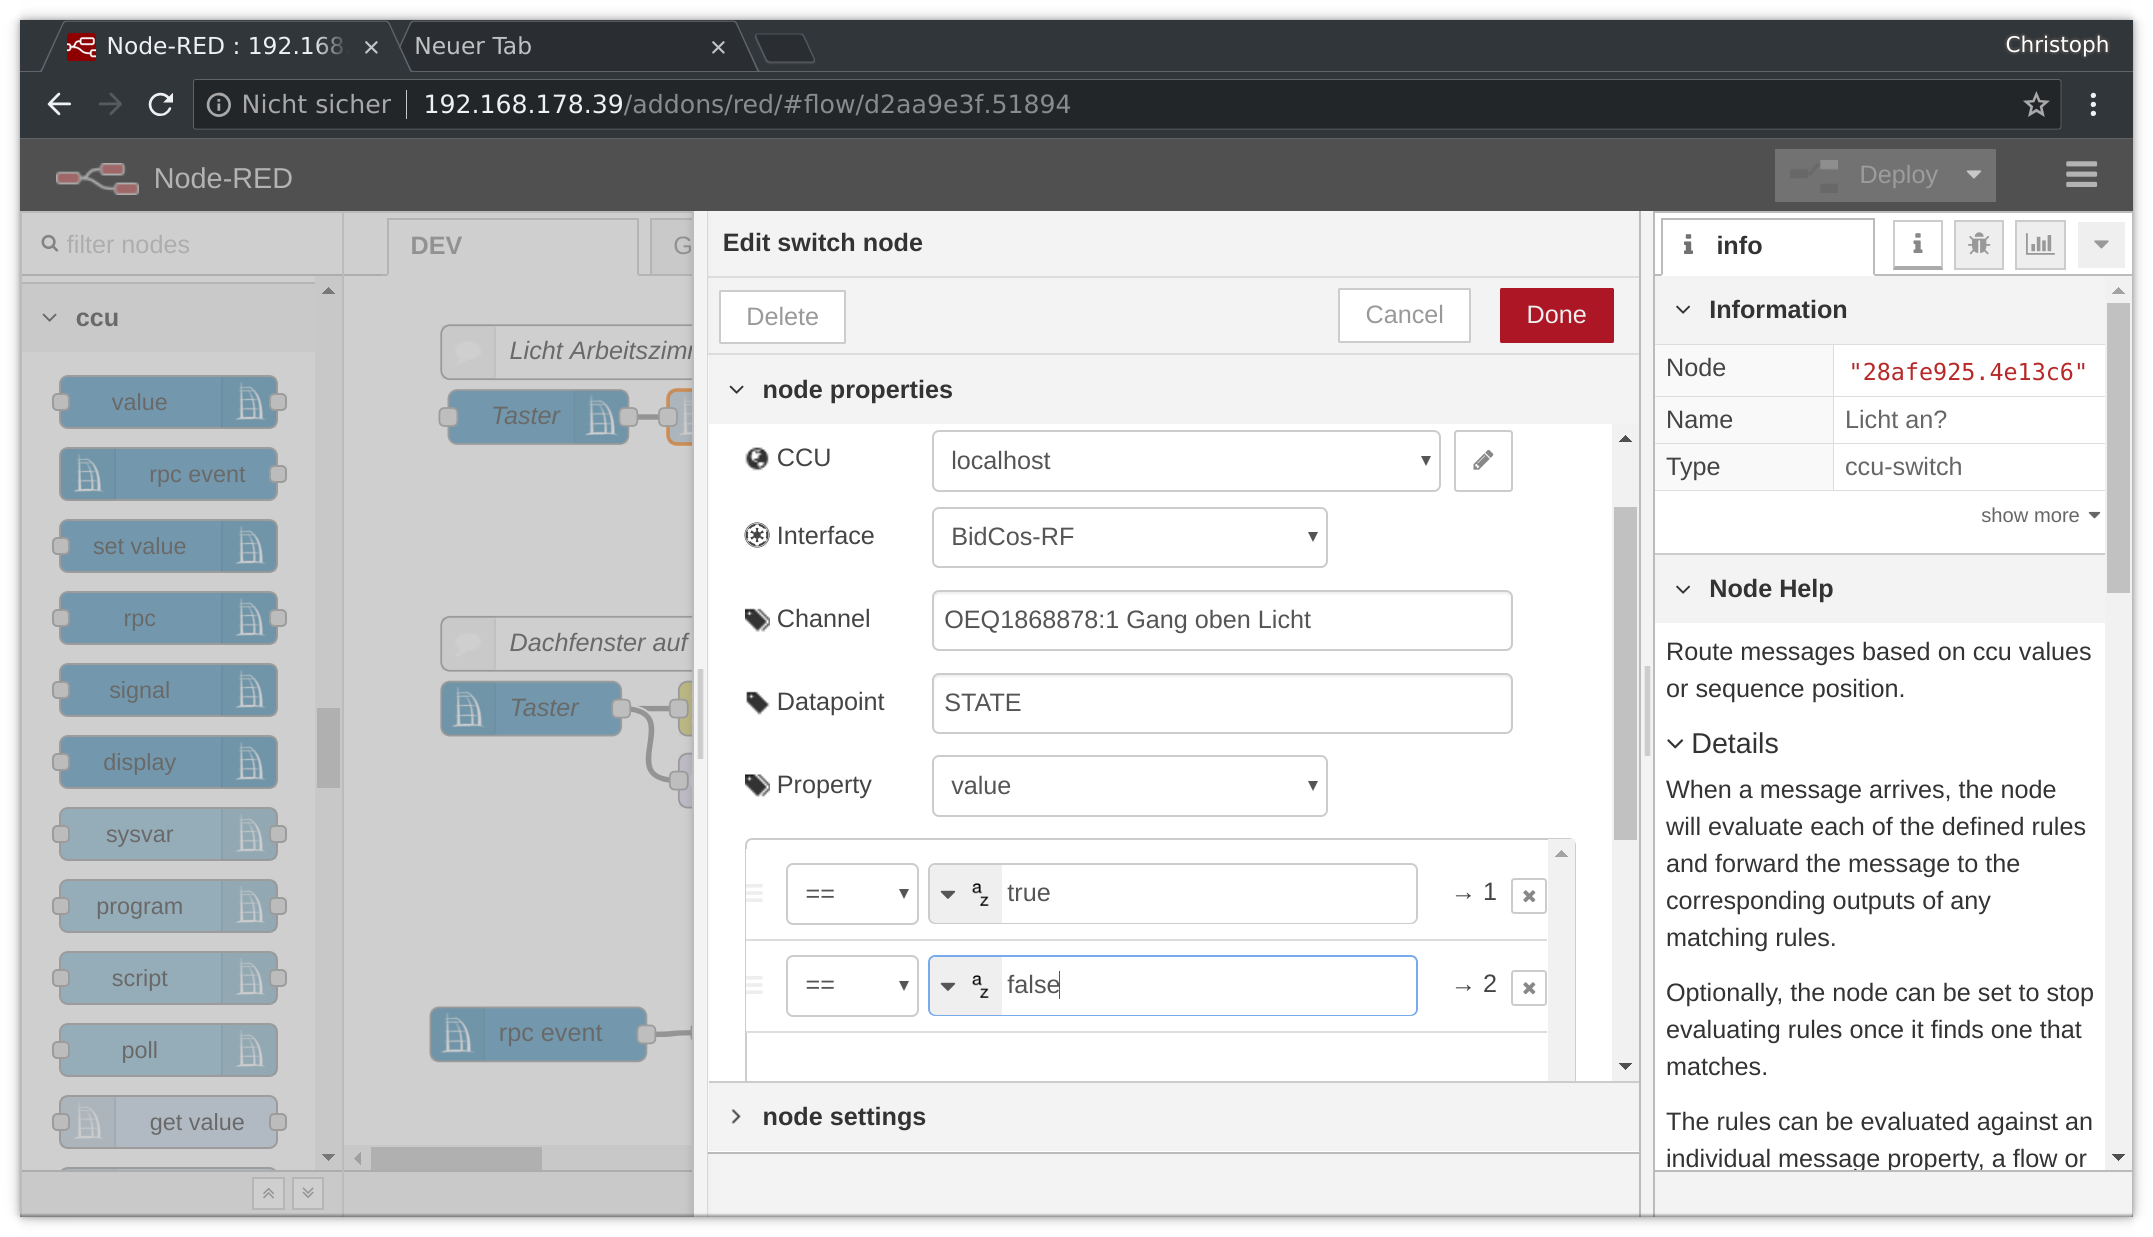 Node-RED : 192.168
Neuer Tab
Christoph
Nicht sicher
192.168.178.39/addons/red/#flow/d2aa9e3f.51894
Node-RED
Deploy
filter nodes
ccu
value
rpc event
set value
rpc
signal
display
sysvar
program
script
poll
get value
DEV
G
Licht Arbeitszim
Taster
Dachfenster auf
Taster
rpc event
Edit switch node
Delete
Cancel
Done
node properties
CCU
localhost
Interface
BidCos-RF
Channel
OEQ1868878:1 Gang oben Licht
Datapoint
STATE
Property
value
== az true → 1
== az false → 2
node settings
info
Information
Node "28afe925.4e13c6"
Name Licht an?
Type ccu-switch
show more
Node Help
Route messages based on ccu values
or sequence position.
Details
When a message arrives, the node
will evaluate each of the defined rules
and forward the message to the
corresponding outputs of any
matching rules.
Optionally, the node can be set to stop
evaluating rules once it finds one that
matches.
The rules can be evaluated against an
individual message property, a flow or